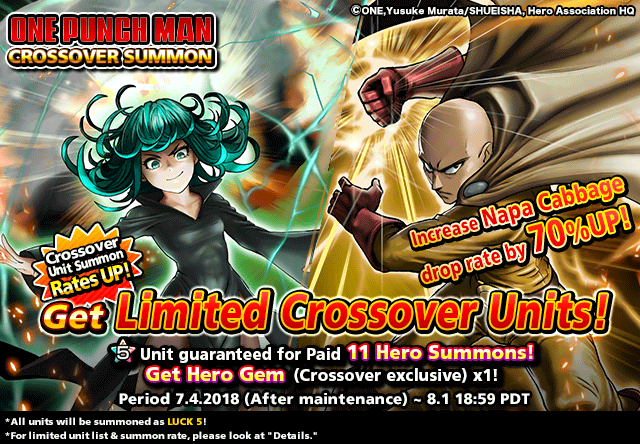 ©ONE,Yusuke Murata/SHUEISHA, Hero Association HQ
ONE PUNCH MAN
CROSSOVER SUMMON
Increase Napa Cabbage
drop rate by 70%UP!
Crossover
Unit Summon
Rates UP!
Get Limited Crossover Units!
5 Unit guaranteed for Paid 11 Hero Summons!
Get Hero Gem (Crossover exclusive) x1!
Period 7.4.2018 (After maintenance) ~ 8.1 18:59 PDT
*All units will be summoned as LUCK 5!
*For limited unit list & summon rate, please look at "Details."